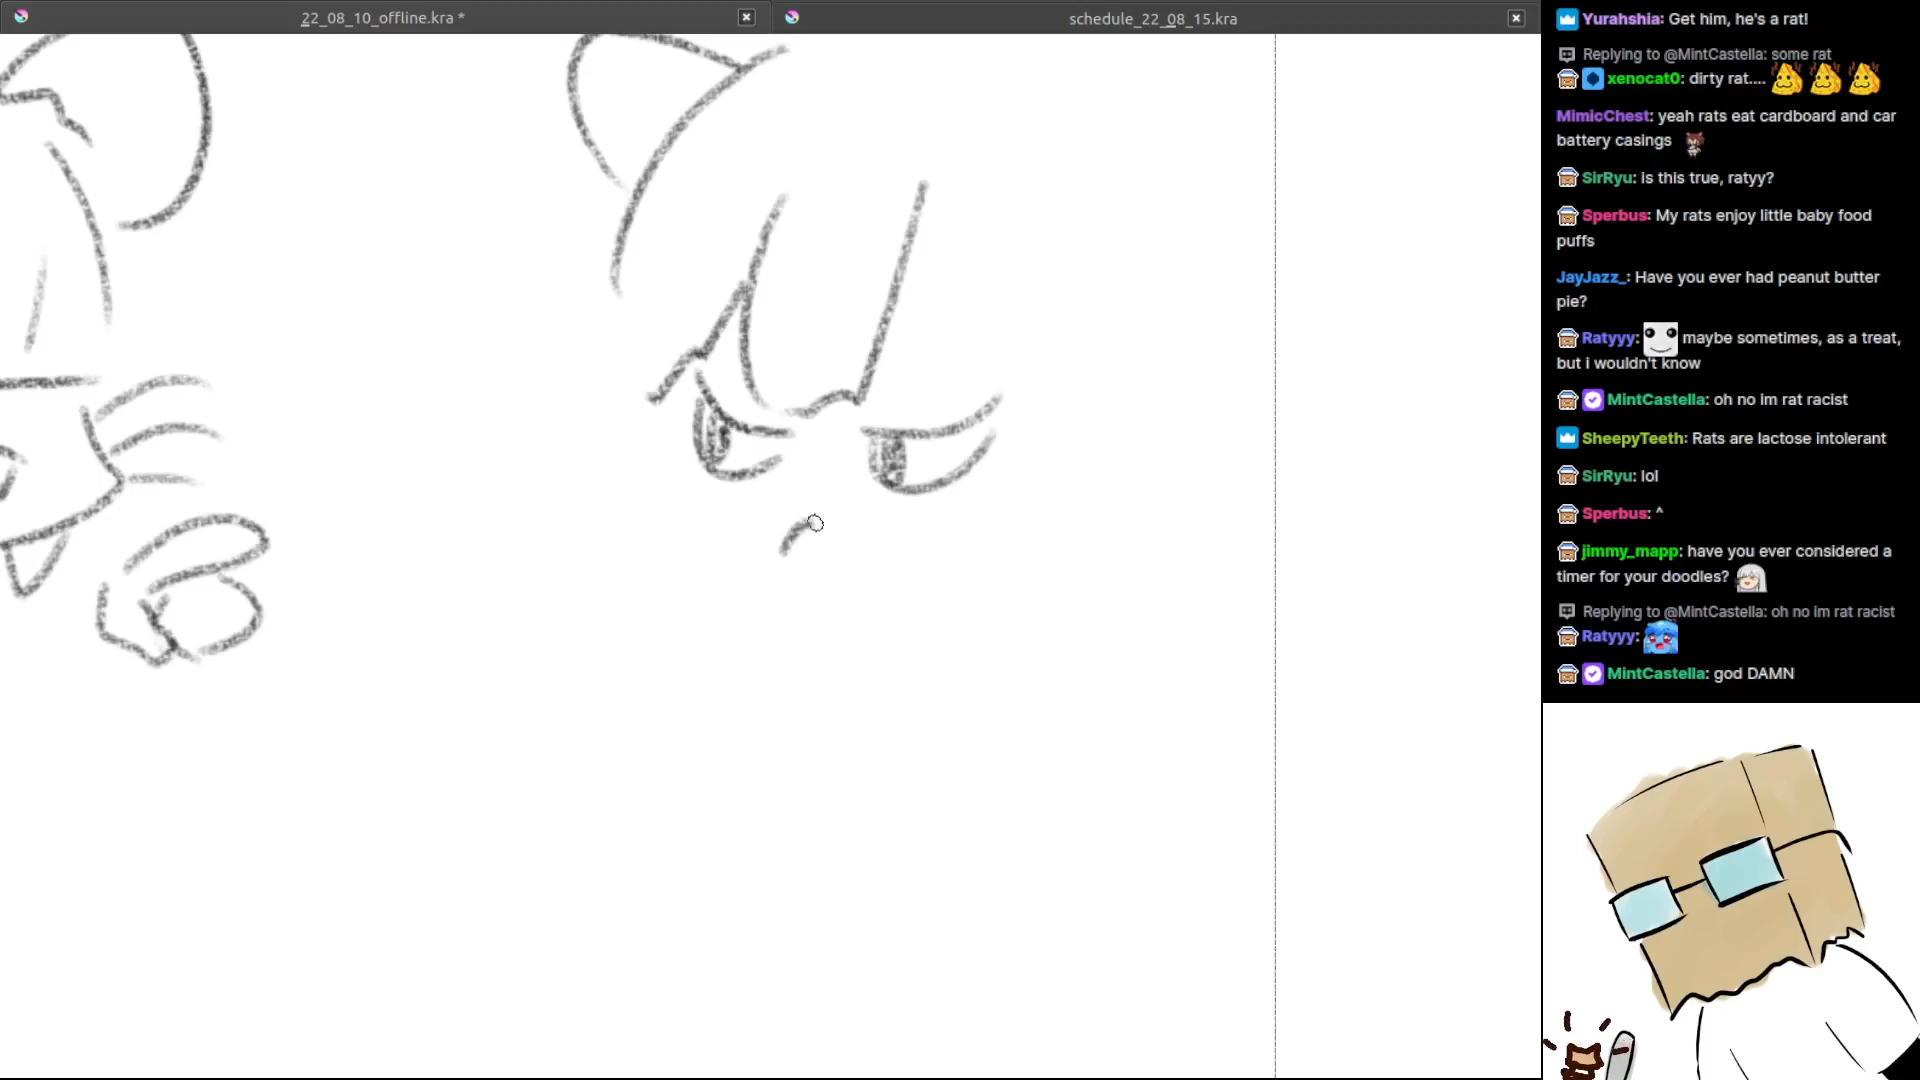 22_08_10_offline.kra *
schedule_22_08_15.kra
Yurahshia: Get him, he's a rat!
Replying to @MintCastella: some rat
xenocat0: dirty rat....
MimicChest: yeah rats eat cardboard and car
battery casings
SirRyu: is this true, ratyy?
Sperbus: My rats enjoy little baby food
puffs
JayJazz_: Have you ever had peanut butter
pie?
Ratyyy: maybe sometimes, as a treat,
but i wouldn't know
MintCastella: oh no im rat racist
SheepyTeeth: Rats are lactose intolerant
SirRyu: lol
Sperbus: ^
jimmy_mapp: have you ever considered a
timer for your doodles?
Replying to @MintCastella: oh no im rat racist
Ratyyy:
MintCastella: god DAMN